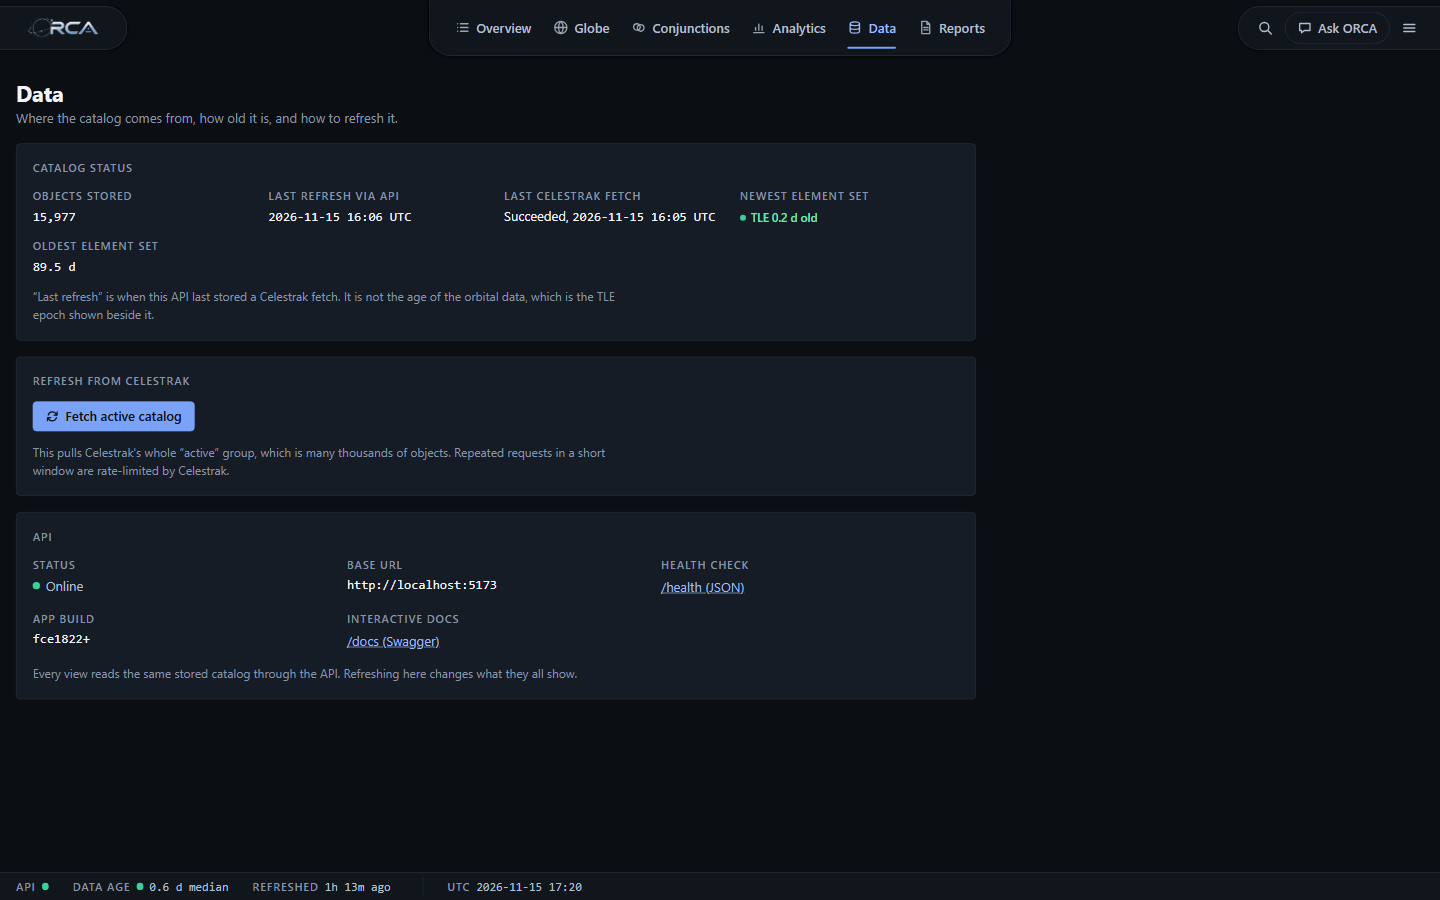 ORCA
Overview
Globe
Conjunctions
Analytics
Data
Reports
Ask ORCA
Data
Where the catalog comes from, how old it is, and how to refresh it.
CATALOG STATUS
OBJECTS STORED
15,977
LAST REFRESH VIA API
2026-11-15 16:06 UTC
LAST CELESTRAK FETCH
Succeeded, 2026-11-15 16:05 UTC
NEWEST ELEMENT SET
TLE 0.2 d old
OLDEST ELEMENT SET
89.5 d
“Last refresh” is when this API last stored a Celestrak fetch. It is not the age of the orbital data, which is the TLE
epoch shown beside it.
REFRESH FROM CELESTRAK
Fetch active catalog
This pulls Celestrak's whole “active” group, which is many thousands of objects. Repeated requests in a short
window are rate-limited by Celestrak.
API
STATUS
Online
BASE URL
http://localhost:5173
HEALTH CHECK
/health (JSON)
APP BUILD
fce1822+
INTERACTIVE DOCS
/docs (Swagger)
Every view reads the same stored catalog through the API. Refreshing here changes what they all show.
API
DATA AGE 0.6 d median
REFRESHED 1h 13m ago
UTC 2026-11-15 17:20